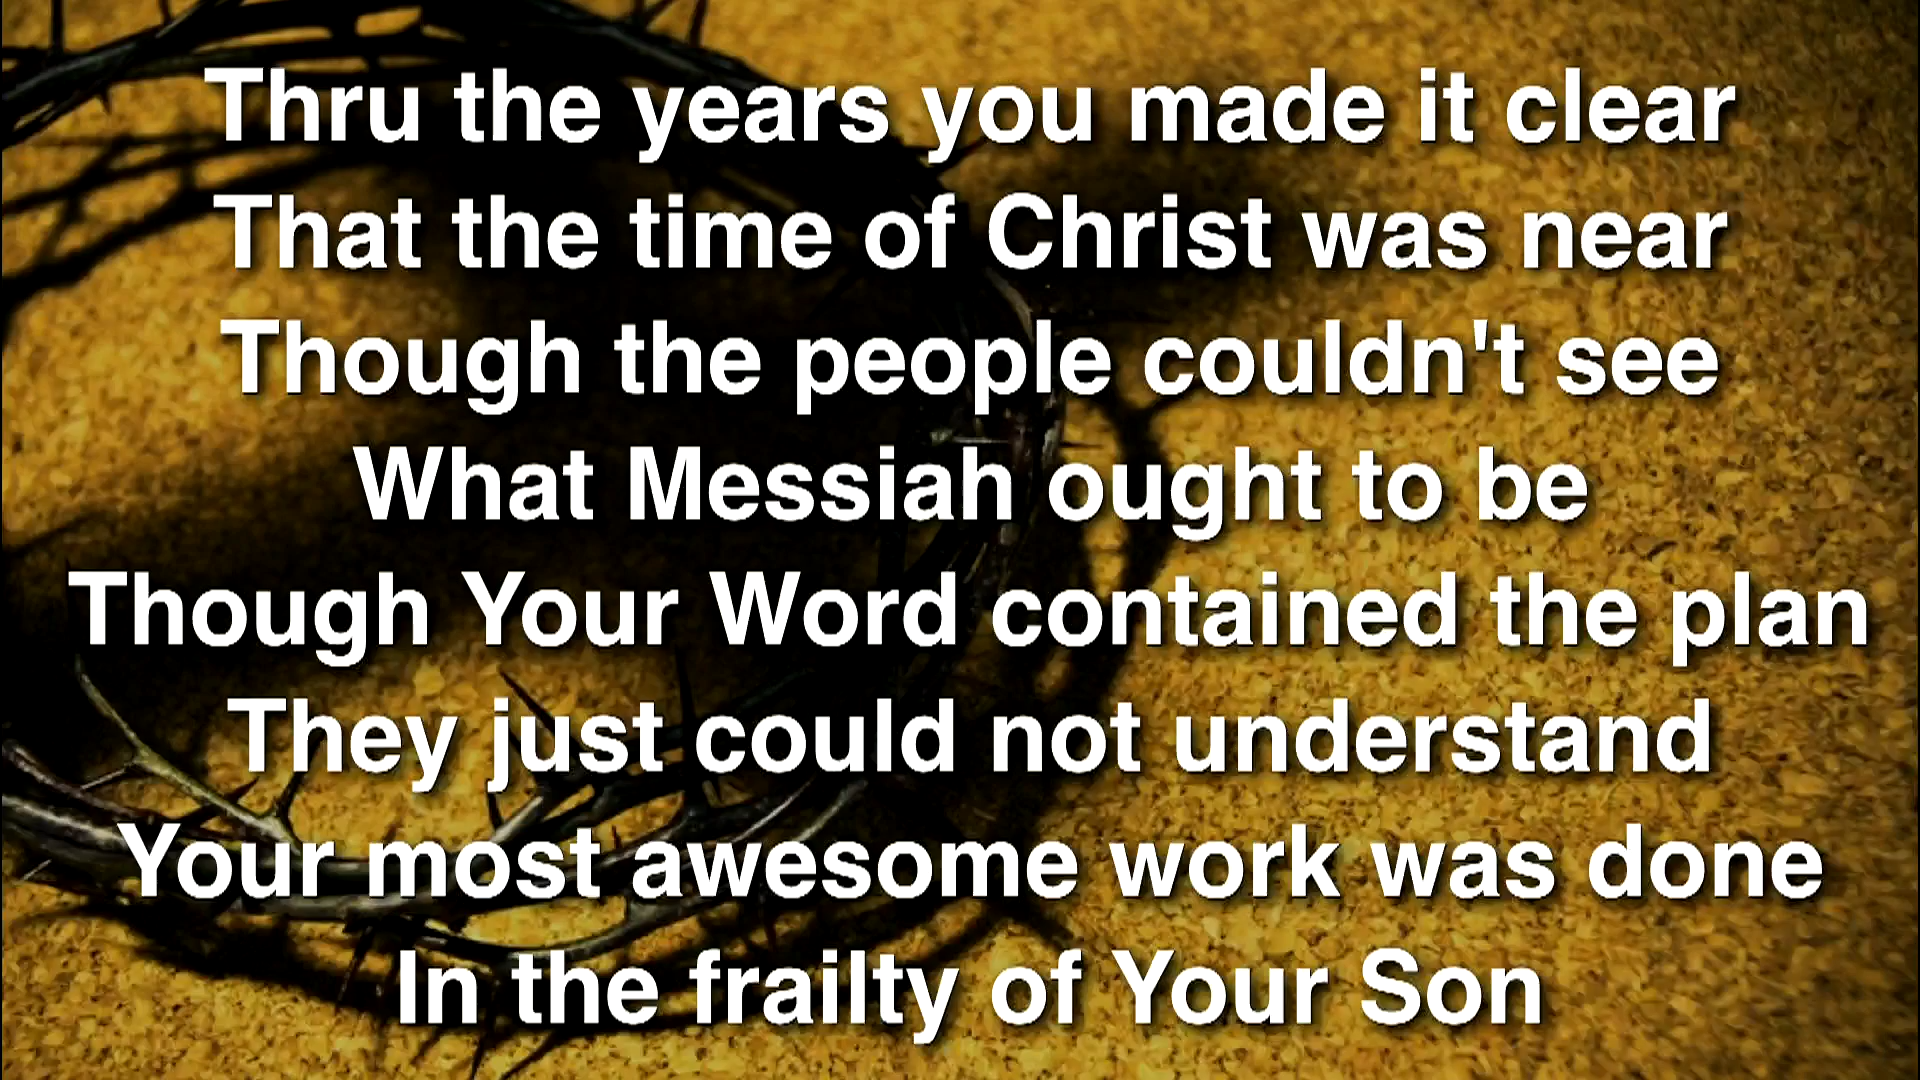 Thru the years you made it clear
That the time of Christ was near
Though the people couldn't see
What Messiah ought to be
Though Your Word contained the plan
They just could not understand
Your most awesome work was done
In the frailty of Your Son